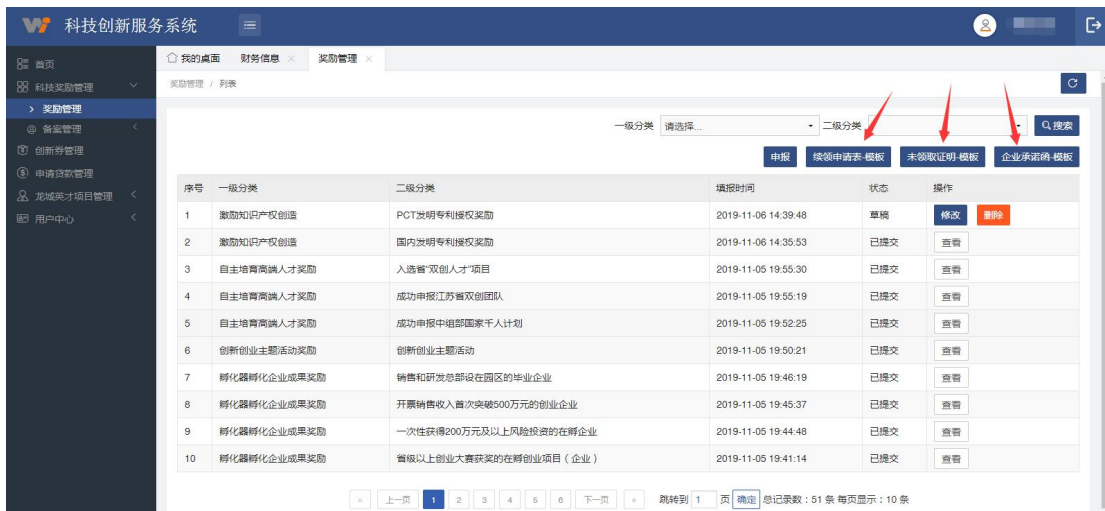 科技创新服务系统
首页
科技奖励管理
奖励管理
备案管理
创新券管理
申请贷款管理
龙城英才项目管理
用户中心
我的桌面 财务信息 奖励管理
奖励管理 / 列表
一级分类 请选择... 二级分类 搜索
申报 续领申请表-模板 未领取证明-模板 企业承诺函-模板
序号 一级分类 二级分类 填报时间 状态 操作
1 激励知识产权创造 PCT发明专利授权奖励 2019-11-06 14:39:48 草稿 修改 删除
2 激励知识产权创造 国内发明专利授权奖励 2019-11-06 14:35:53 已提交 查看
3 自主培育高端人才奖励 入选省"双创人才"项目 2019-11-05 19:55:30 已提交 查看
4 自主培育高端人才奖励 成功申报江苏省双创团队 2019-11-05 19:55:19 已提交 查看
5 自主培育高端人才奖励 成功申报中组部国家千人计划 2019-11-05 19:52:25 已提交 查看
6 创新创业主题活动奖励 创新创业主题活动 2019-11-05 19:50:21 已提交 查看
7 孵化器孵化企业成果奖励 销售和研发总部设在园区的毕业企业 2019-11-05 19:46:19 已提交 查看
8 孵化器孵化企业成果奖励 开票销售收入首次突破500万元的创业企业 2019-11-05 19:45:37 已提交 查看
9 孵化器孵化企业成果奖励 一次性获得200万元及以上风险投资的在孵企业 2019-11-05 19:44:48 已提交 查看
10 孵化器孵化企业成果奖励 省级以上创业大赛获奖的在孵创业项目（企业） 2019-11-05 19:41:14 已提交 查看
« 上一页 1 2 3 4 5 6 下一页 » 跳转到 1 页 确定 总记录数：51 条 每页显示：10 条